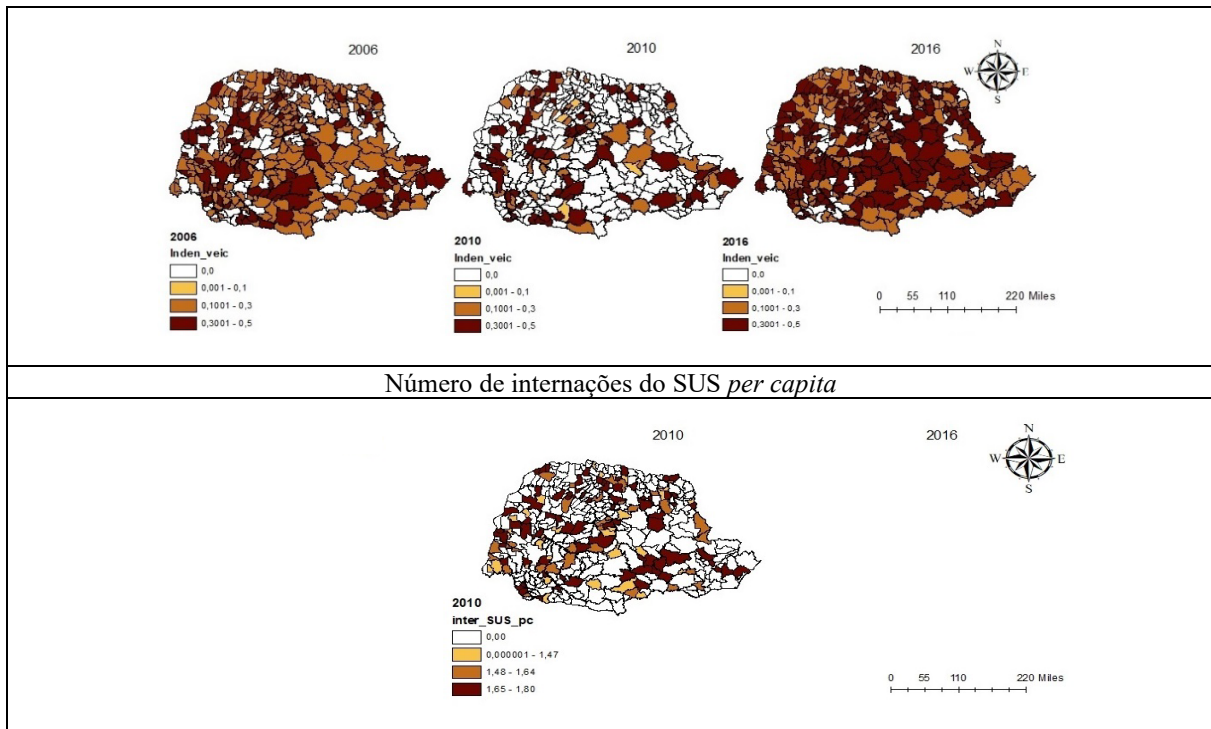 2006
2010
2016
N
W E
S
2006
Inden_veic
0,0
0,001 - 0,1
0,1001 - 0,3
0,3001 - 0,5
2010
Inden_veic
0,0
0,001 - 0,1
0,1001 - 0,3
0,3001 - 0,5
2016
Inden_veic
0,0
0,001 - 0,1
0,1001 - 0,3
0,3001 - 0,5
0 55 110 220 Miles
Número de internações do SUS per capita
2010
2016
N
W E
S
2010
inter_SUS_pc
0,00
0,000001 - 1,47
1,48 - 1,64
1,65 - 1,80
0 55 110 220 Miles